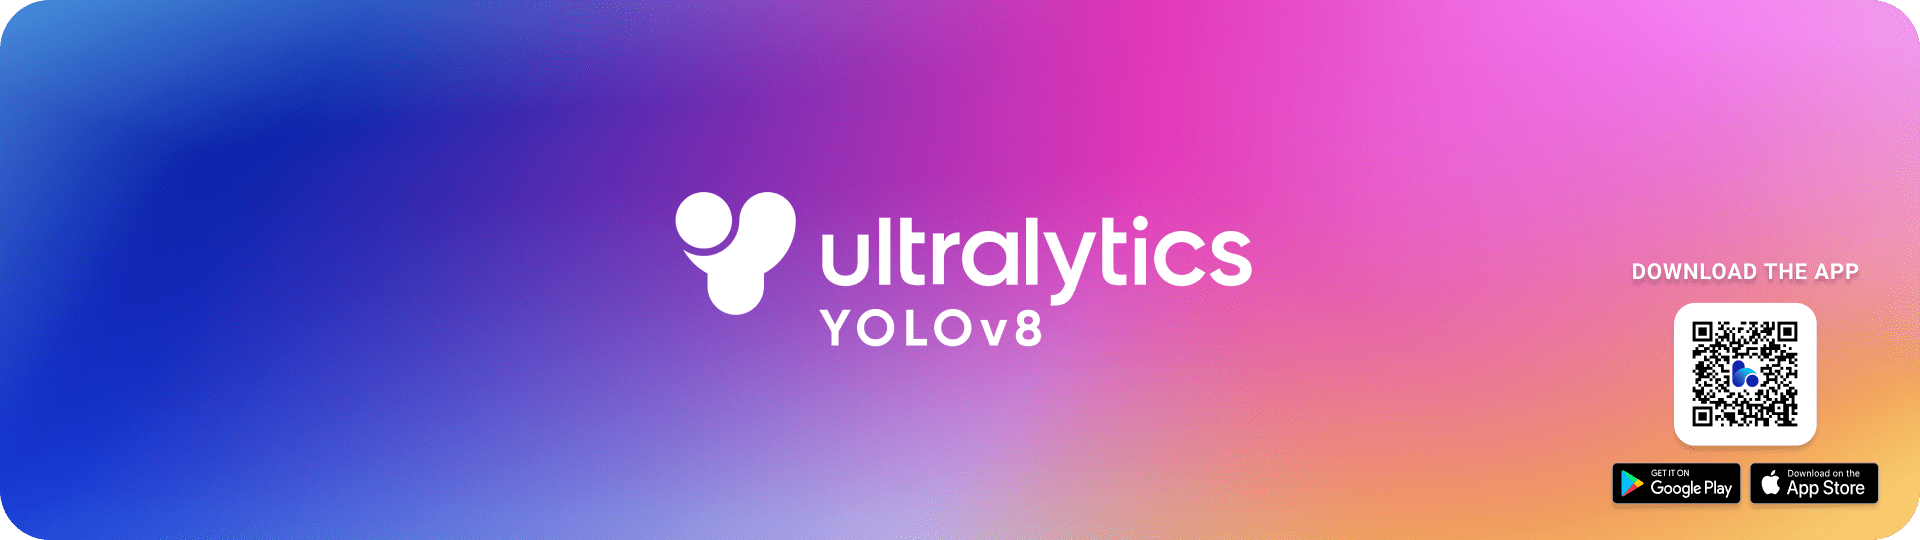 ultralytics
YOLOv8
DOWNLOAD THE APP
GET IT ON
Google Play
Download on the
App Store